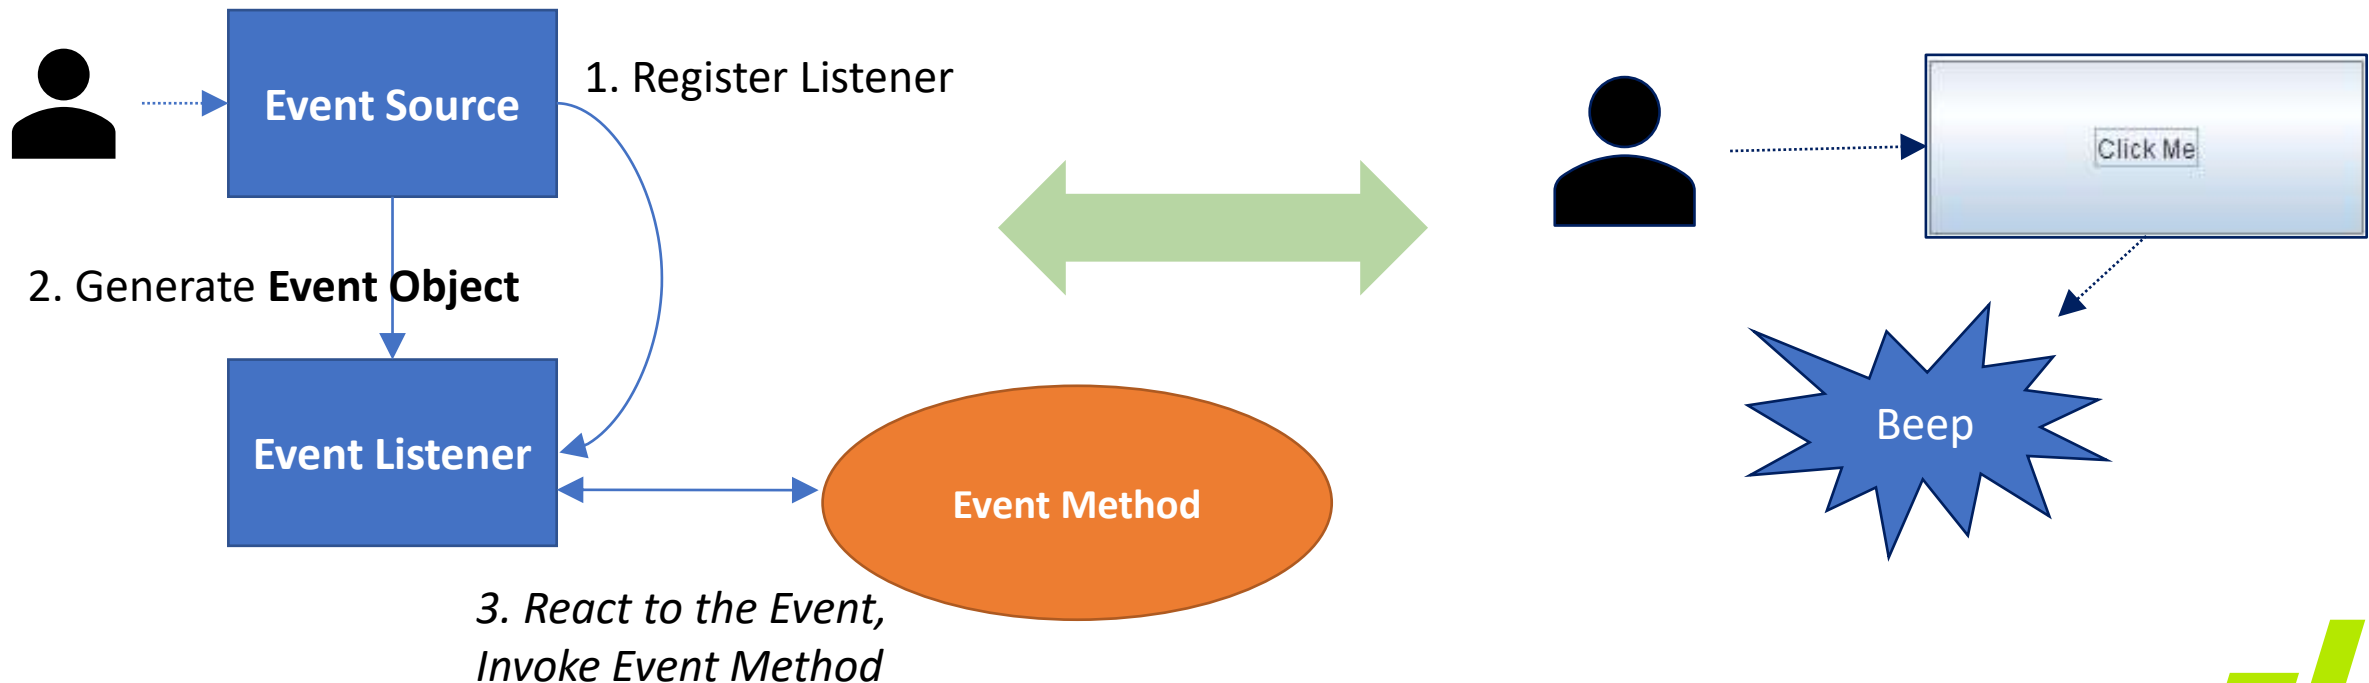 Event Source
1. Register Listener
2. Generate Event Object
Event Listener
Event Method
3. React to the Event,
Invoke Event Method
Click Me
Beep